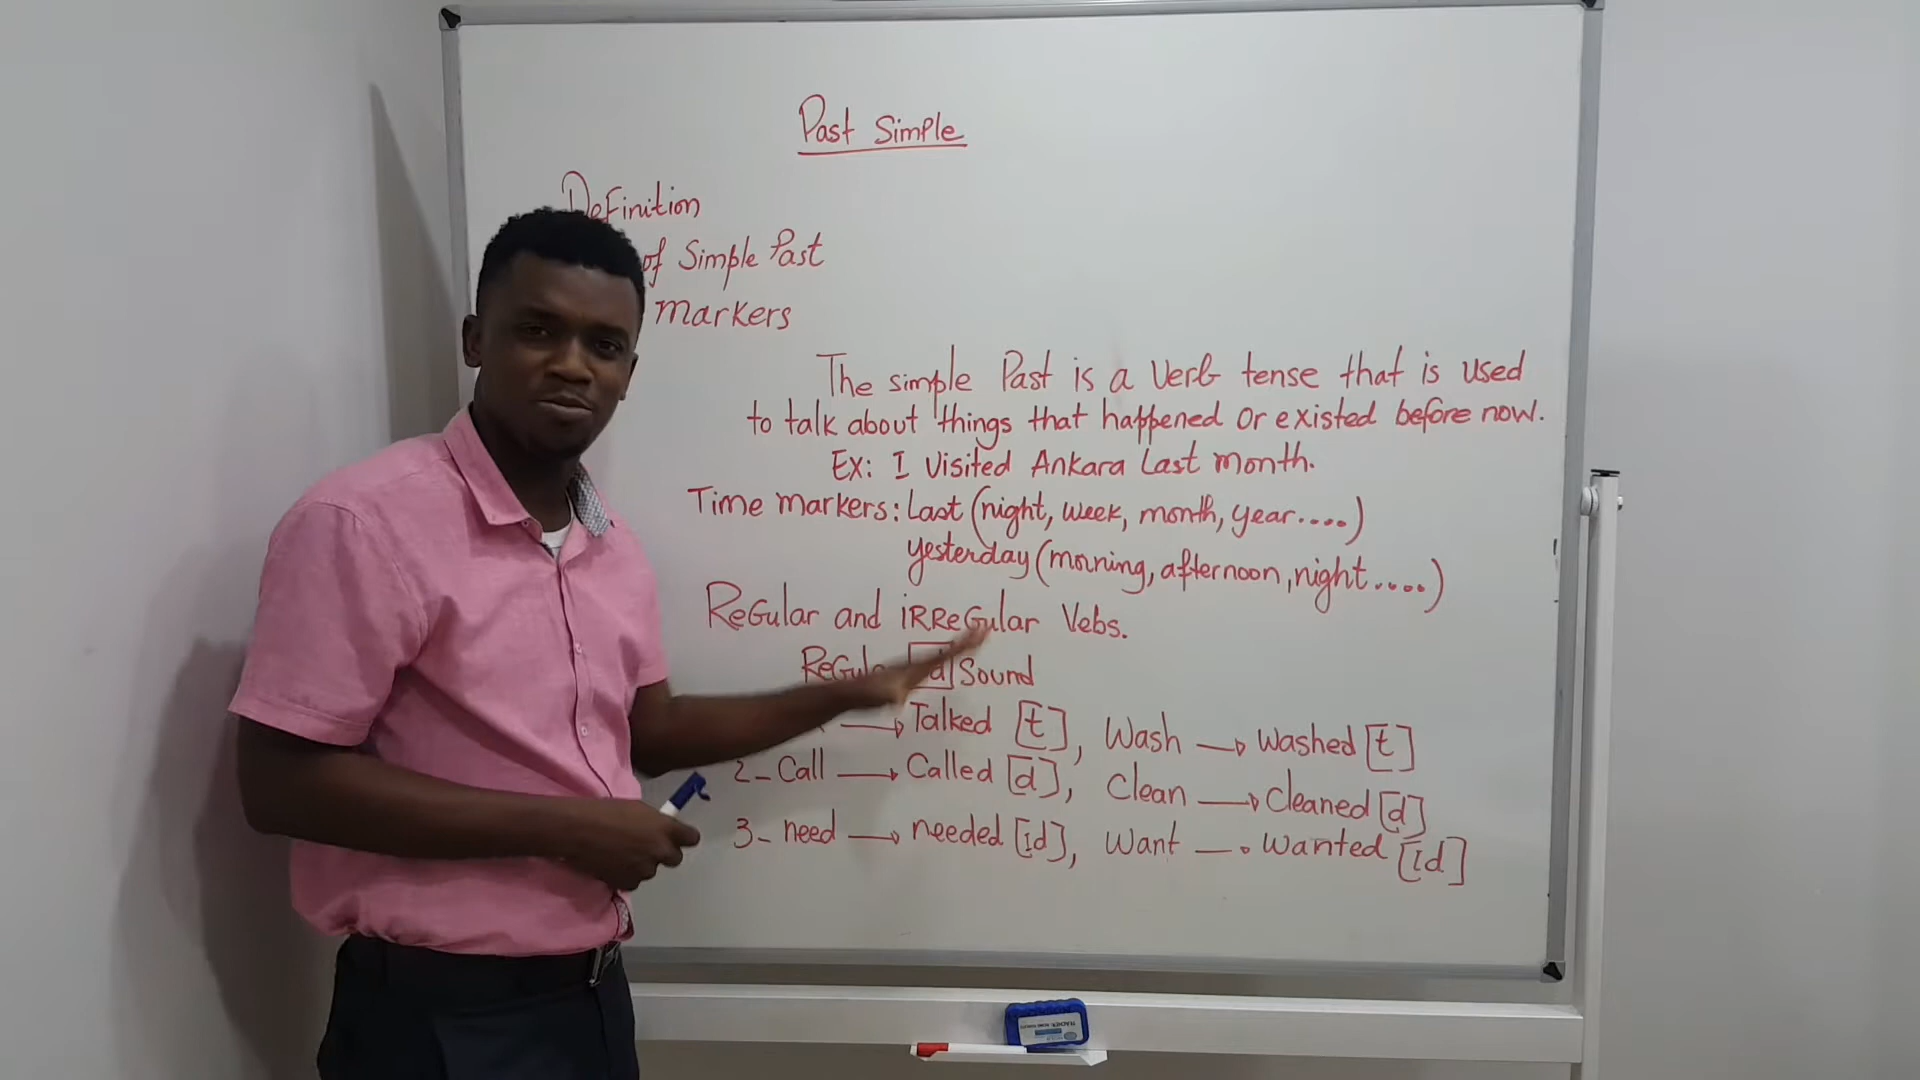 Past Simple
Definition
of Simple Past
markers
The simple Past is a verb tense that is used
to talk about things that happened or existed before now.
Ex: I visited Ankara Last month.
Time markers: Last (night, week, month, year....)
yesterday (morning, afternoon, night.....)
ReGular and iRReGular Vebs.
Sound
Talked [t], Wash → washed [t]
2- Call → Called [d], Clean → cleaned [d]
3- need → needed [Id], Want → wanted [Id]